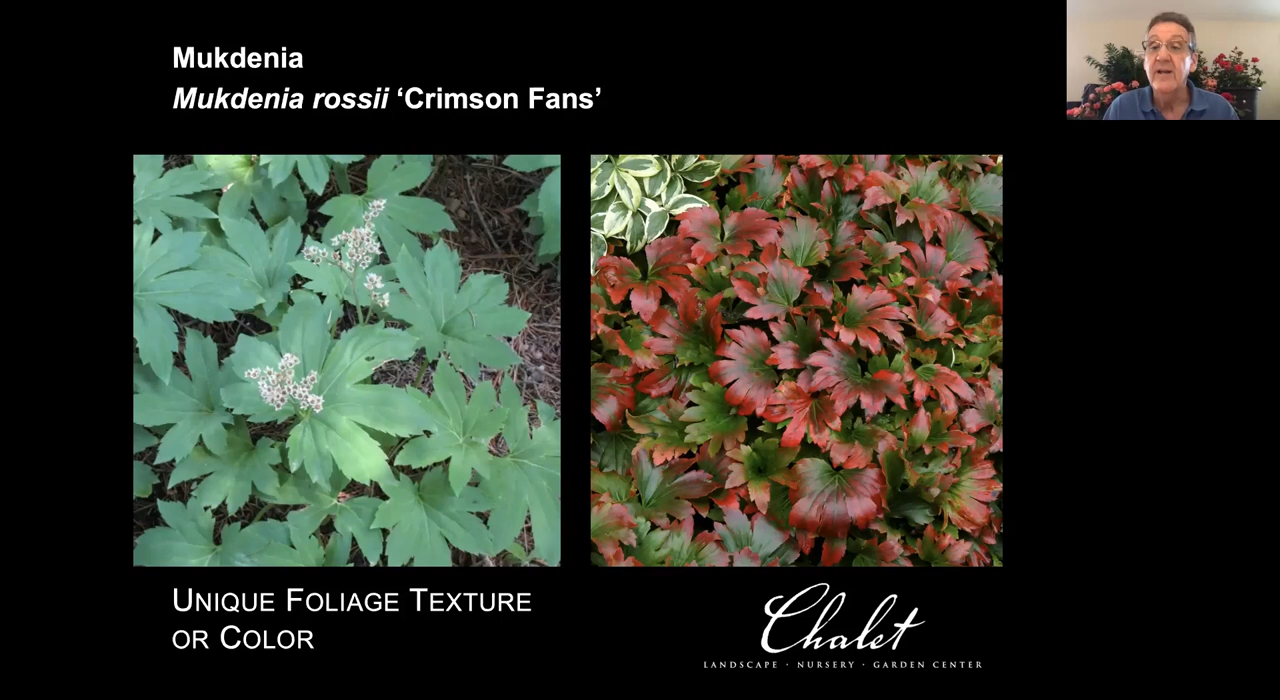 Mukdenia
Mukdenia rossii ‘Crimson Fans’
UNIQUE FOLIAGE TEXTURE
OR COLOR
Chalet
LANDSCAPE · NURSERY · GARDEN CENTER